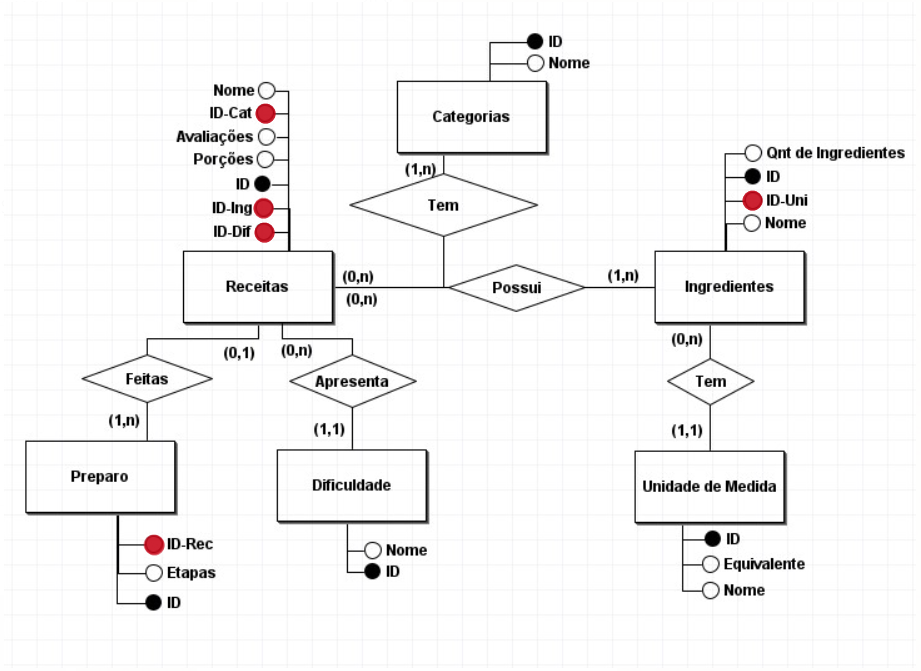 ID
Nome
Categorias
(1,n)
Tem
Nome
ID-Cat
Avaliações
Porções
ID
ID-Ing
ID-Dif
Receitas
(0,n)
(0,n)
Possui
(1,n)
Qnt de Ingredientes
ID
ID-Uni
Nome
Ingredientes
(0,1)
(0,n)
(0,n)
Feitas
Apresenta
Tem
(1,n)
(1,1)
(1,1)
Preparo
Dificuldade
Unidade de Medida
ID-Rec
Etapas
ID
Nome
ID
ID
Equivalente
Nome